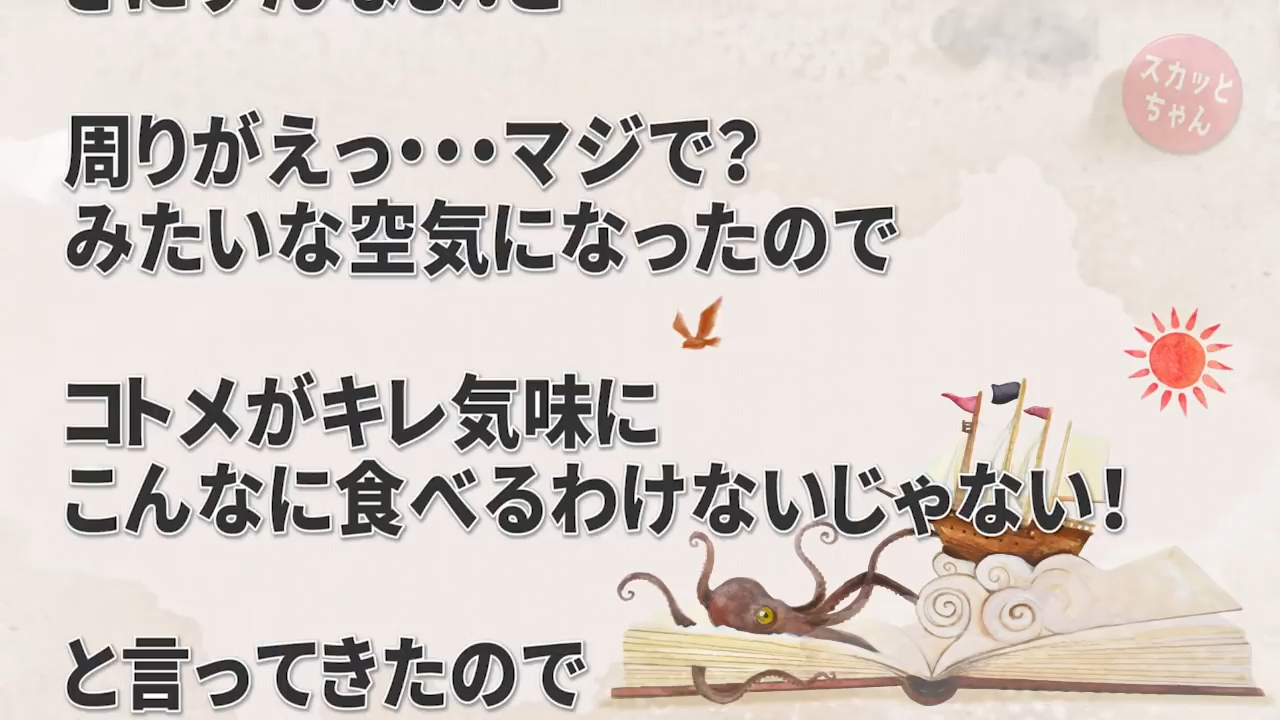 周りがえっ・・・マジで?
みたいな空気になったので
コトメがキレ気味に
こんなに食べるわけないじゃない!
と言ってきたので
スカッと
ちゃん